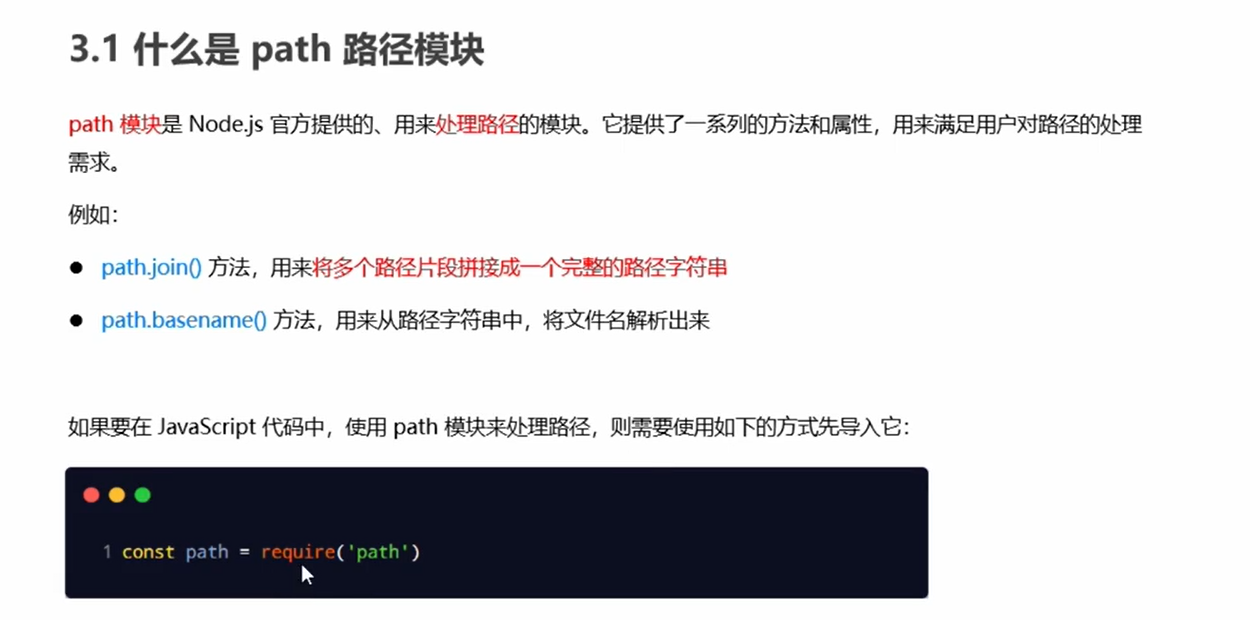 3.1 什么是 path 路径模块
path 模块是 Node.js 官方提供的、用来处理路径的模块。它提供了一系列的方法和属性，用来满足用户对路径的处理
需求。
例如：
● path.join() 方法，用来将多个路径片段拼接成一个完整的路径字符串
● path.basename() 方法，用来从路径字符串中，将文件名解析出来
如果要在 JavaScript 代码中，使用 path 模块来处理路径，则需要使用如下的方式先导入它：
1 const path = require('path')